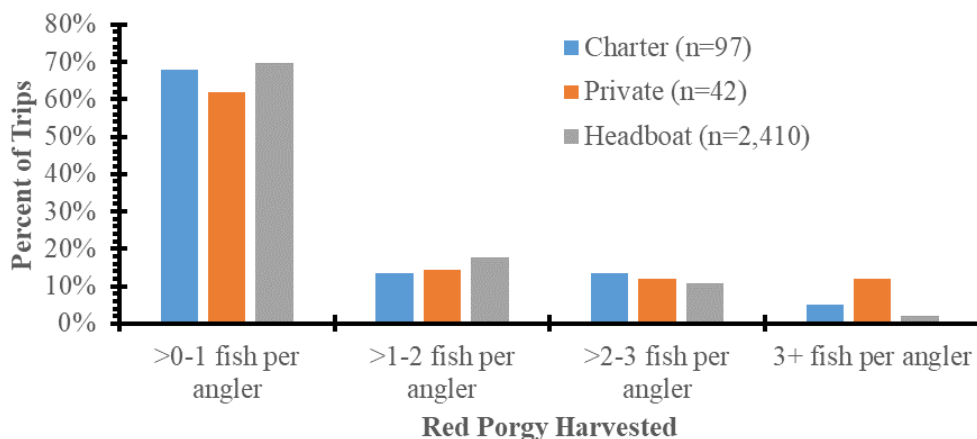 80%
70%
60%
50%
40%
30%
20%
10%
0%
Percent of Trips
Charter (n=97)
Private (n=42)
Headboat (n=2,410)
>0-1 fish per
angler
>1-2 fish per
angler
>2-3 fish per
angler
3+ fish per angler
Red Porgy Harvested